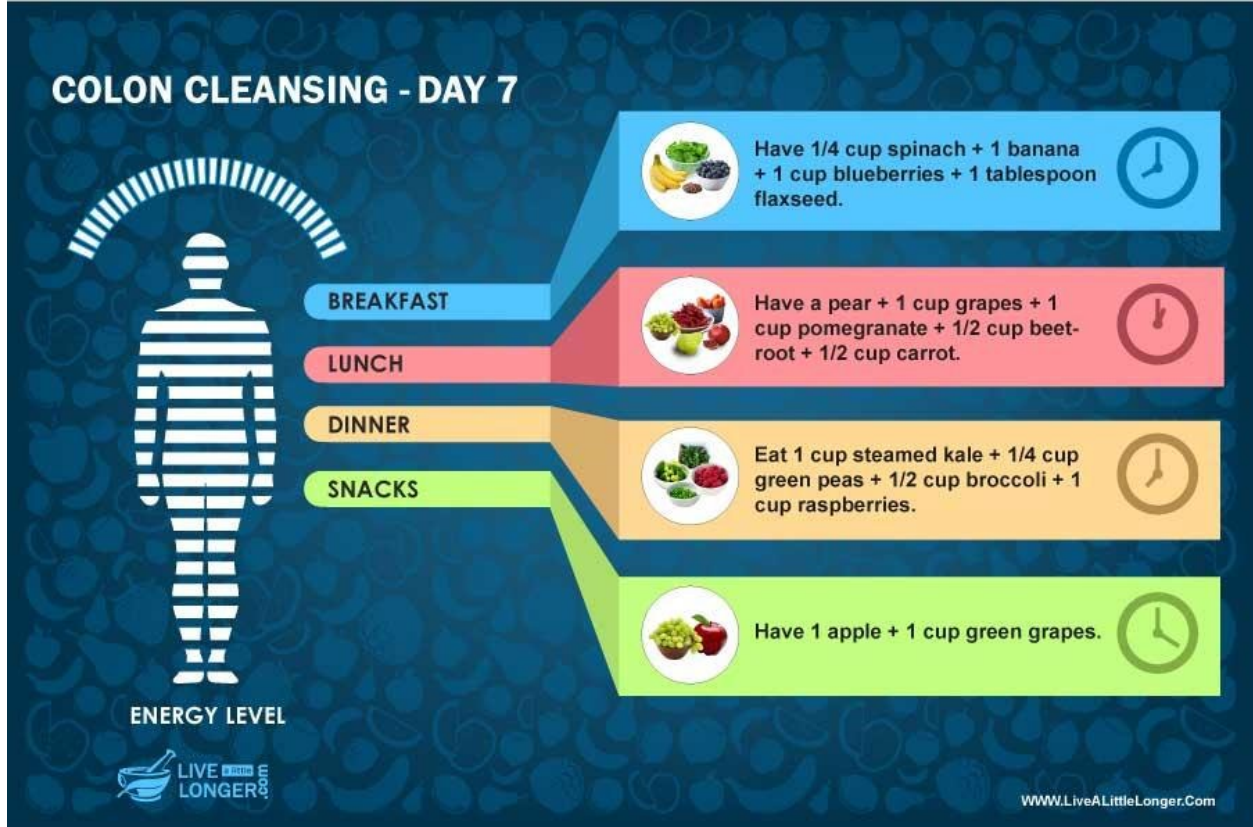 COLON CLEANSING - DAY 7
Have 1/4 cup spinach + 1 banana
+ 1 cup blueberries + 1 tablespoon
flaxseed.
BREAKFAST
Have a pear + 1 cup grapes + 1
cup pomegranate + 1/2 cup beet-
root + 1/2 cup carrot.
LUNCH
DINNER
Eat 1 cup steamed kale + 1/4 cup
green peas + 1/2 cup broccoli + 1
cup raspberries.
SNACKS
Have 1 apple + 1 cup green grapes.
ENERGY LEVEL
LIVE a little
LONGER.com
WWW.LiveALittleLonger.Com